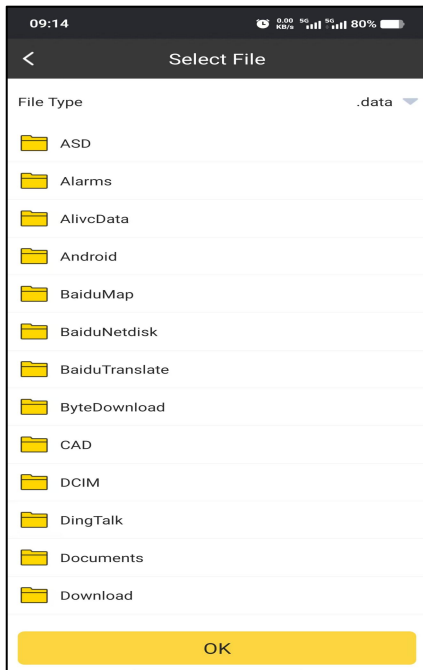 09:14 0.00 KB/s 5G 5G 80%
Select File
File Type .data
ASD
Alarms
AlivcData
Android
BaiduMap
BaiduNetdisk
BaiduTranslate
ByteDownload
CAD
DCIM
DingTalk
Documents
Download
OK